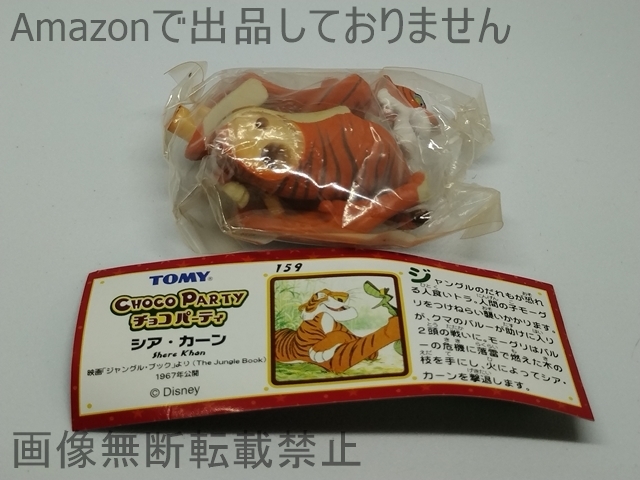 Amazonで出品しておりません
TOMY
CHOCO PARTY
チョコパーティ
シア・カーン
Shere Khan
映画「ジャングル・ブック」より (The Jungle Book)
1967年公開
© Disney
159
ジャングルのだれもが恐れ
る人食いトラ。人間の子モーグ
リをつけねらい襲いかかります
が、クマのバルーが助けに入り
2頭の戦いに。モーグリはバル
ーの危機に落雷で燃えた木の
枝を手にし、火によってシア・
カーンを撃退します。
画像無断転載禁止